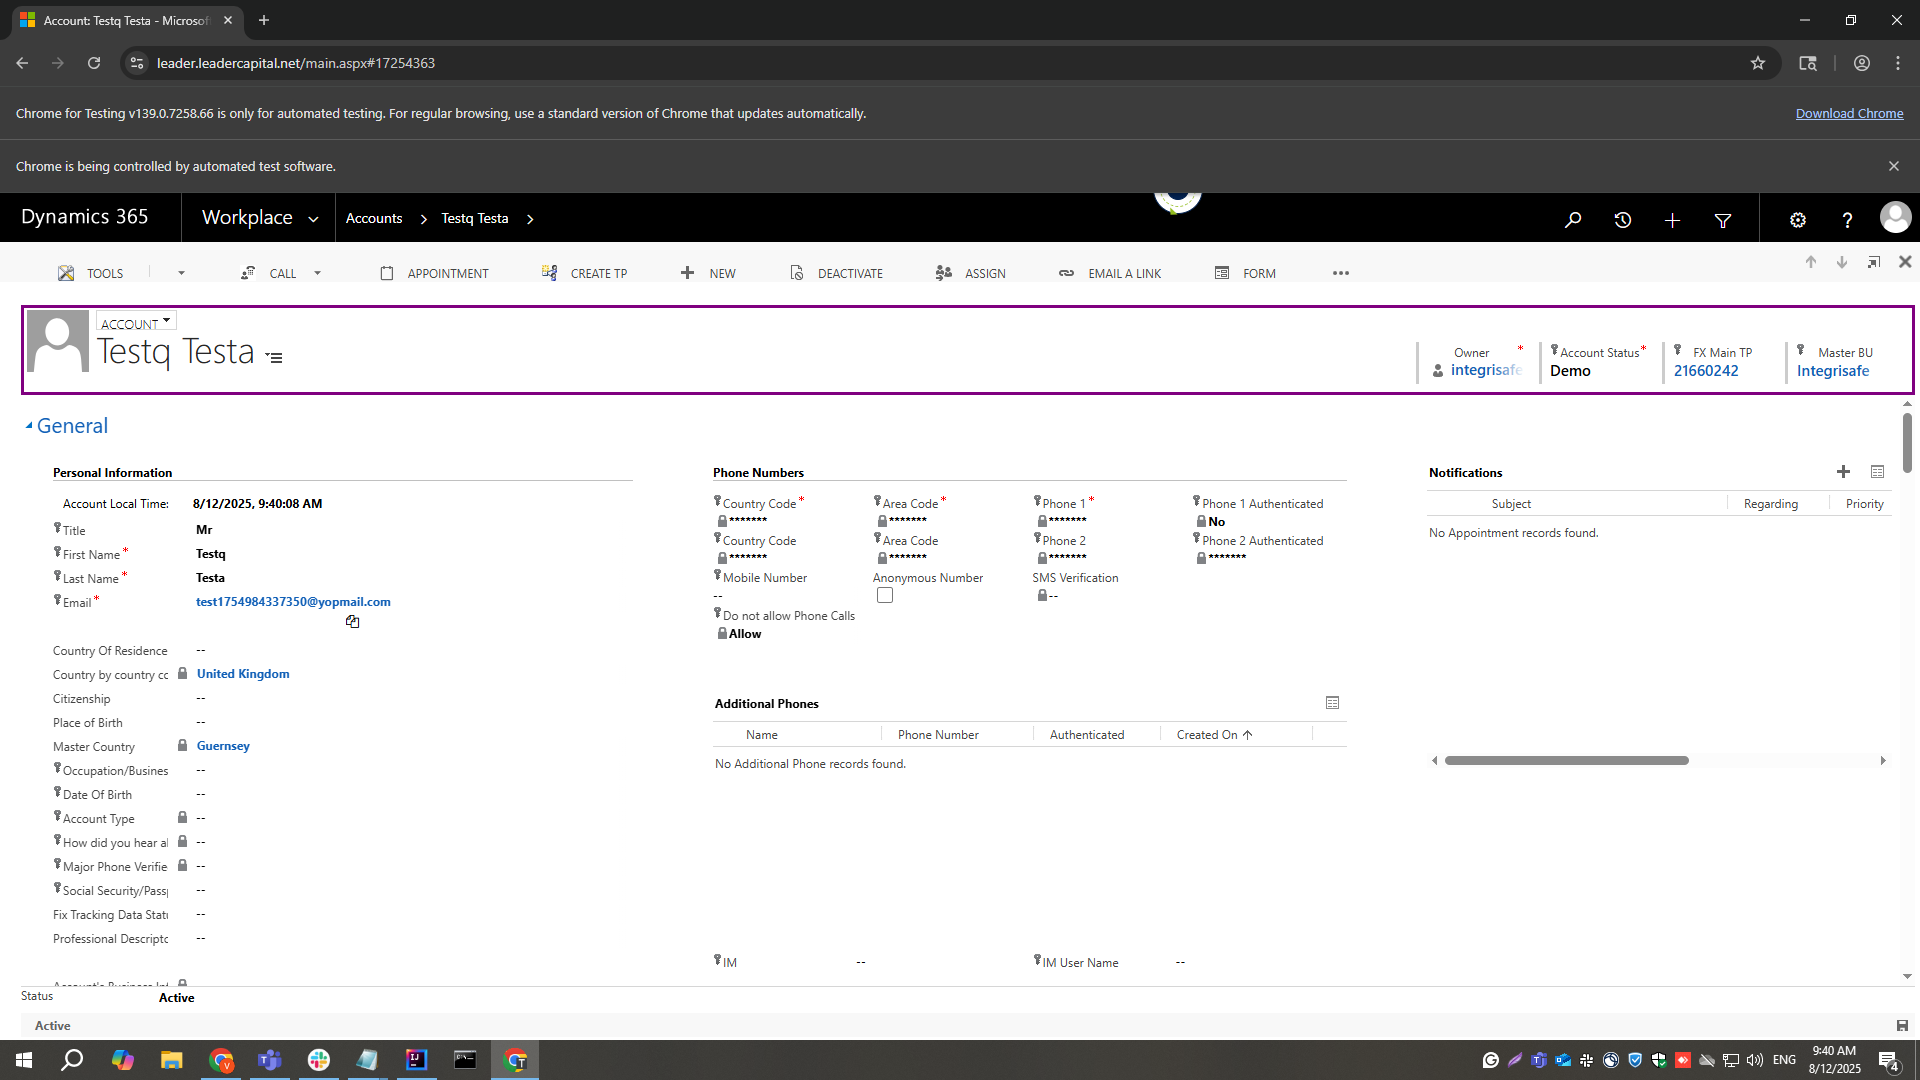 Account: Testq Testa - Microsof
leader.leadercapital.net/main.aspx#17254363
Chrome for Testing v139.0.7258.66 is only for automated testing. For regular browsing, use a standard version of Chrome that updates automatically.
Download Chrome
Chrome is being controlled by automated test software.
Dynamics 365
Workplace
Accounts
Testq Testa
TOOLS
CALL
APPOINTMENT
CREATE TP
NEW
DEACTIVATE
ASSIGN
EMAIL A LINK
FORM
ACCOUNT
Testq Testa
Owner *
integrisafe
Account Status *
Demo
FX Main TP
21660242
Master BU
Integrisafe
General
Personal Information
Account Local Time: 8/12/2025, 9:40:08 AM
Title Mr
First Name * Testq
Last Name * Testa
Email * test1754984337350@yopmail.com
Country Of Residence --
Country by country cc United Kingdom
Citizenship --
Place of Birth --
Master Country Guernsey
Occupation/Busines --
Date Of Birth --
Account Type --
How did you hear a --
Major Phone Verifie --
Social Security/Pass --
Fix Tracking Data Stat --
Professional Descripto --
Phone Numbers
Country Code * Area Code * Phone 1 * Phone 1 Authenticated
******* ******* ******* No
Country Code Area Code Phone 2 Phone 2 Authenticated
******* ******* ******* *******
Mobile Number Anonymous Number SMS Verification
-- --
Do not allow Phone Calls
Allow
Additional Phones
Name Phone Number Authenticated Created On
No Additional Phone records found.
IM -- IM User Name --
Notifications
Subject Regarding Priority
No Appointment records found.
Status Active
Active
ENG
9:40 AM
8/12/2025
4